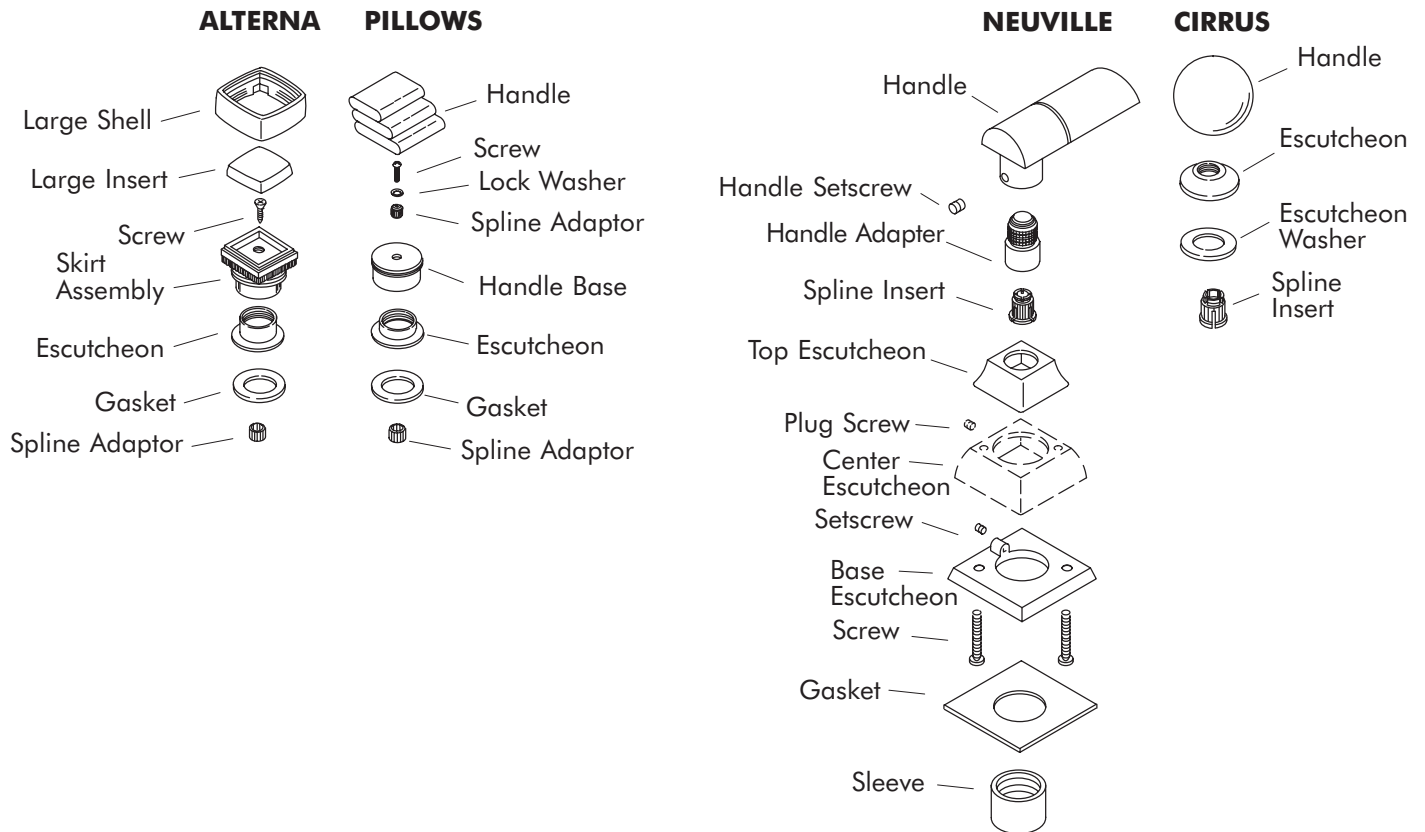 ALTERNA
Large Shell
Large Insert
Screw
Skirt
Assembly
Escutcheon
Gasket
Spline Adaptor
PILLOWS
Handle
Screw
Lock Washer
Spline Adaptor
Handle Base
Escutcheon
Gasket
Spline Adaptor
NEUVILLE
Handle
Handle Setscrew
Handle Adapter
Spline Insert
Top Escutcheon
Plug Screw
Center
Escutcheon
Setscrew
Base
Escutcheon
Screw
Gasket
Sleeve
CIRRUS
Handle
Escutcheon
Escutcheon
Washer
Spline
Insert